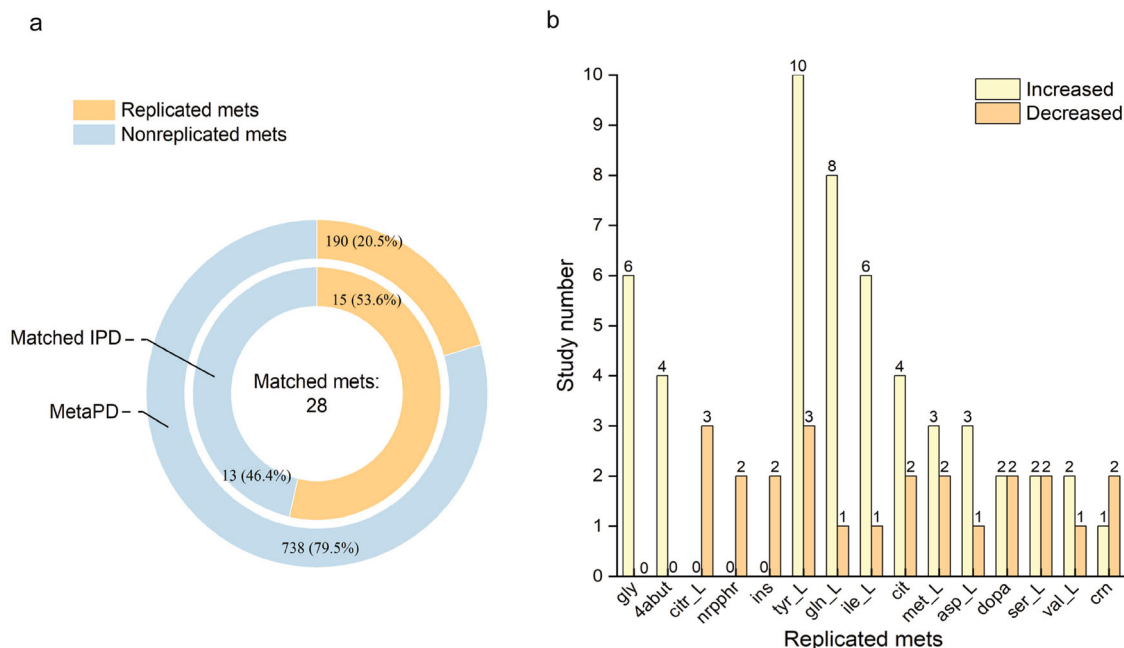 a
Replicated mets
Nonreplicated mets
190 (20.5%)
15 (53.6%)
Matched IPD
MetaPD
Matched mets:
28
13 (46.4%)
738 (79.5%)
b
Increased
Decreased
Study number
10
9
8
7
6
5
4
3
2
1
0
6
0
4
0
0
3
0
2
0
2
10
3
8
1
6
1
4
2
3
2
3
1
2
2
2
2
2
1
1
2
gly
4abut
citr_L
nrpphr
ins
tyr_L
gln_L
ile_L
cit
met_L
asp_L
dopa
ser_L
val_L
crn
Replicated mets